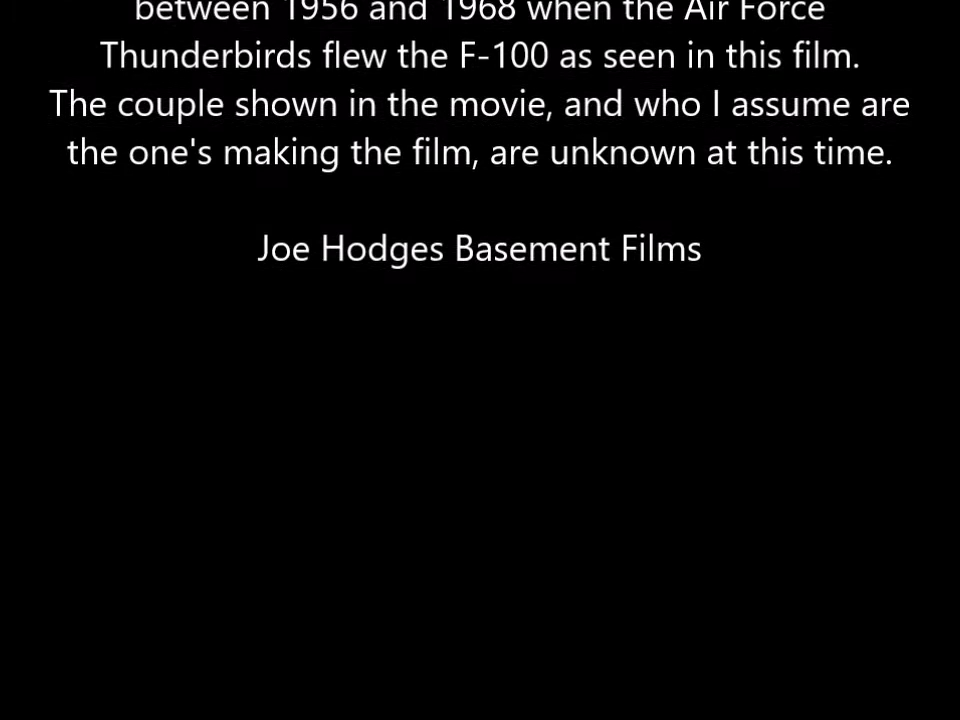 between 1956 and 1968 when the Air Force
Thunderbirds flew the F-100 as seen in this film.
The couple shown in the movie, and who I assume are
the one's making the film, are unknown at this time.
Joe Hodges Basement Films